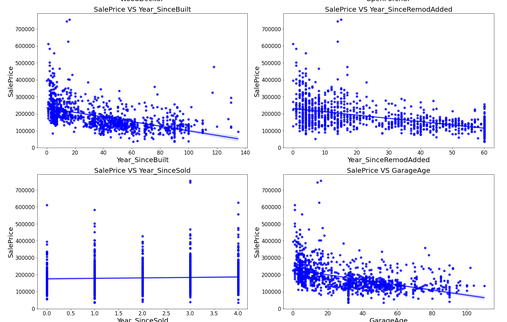 SalePrice VS Year_SinceBuilt
SalePrice VS Year_SinceRemodAdded
700000
600000
500000
400000
300000
200000
100000
0
SalePrice
0 20 40 60 80 100 120 140
Year_SinceBuilt
700000
600000
500000
400000
300000
200000
100000
0
SalePrice
0 10 20 30 40 50 60
Year_SinceRemodAdded
SalePrice VS Year_SinceSold
SalePrice VS GarageAge
700000
600000
500000
400000
300000
200000
100000
0
SalePrice
0.0 0.5 1.0 1.5 2.0 2.5 3.0 3.5 4.0
Year_SinceSold
700000
600000
500000
400000
300000
200000
100000
0
SalePrice
0 20 40 60 80 100
GarageAge